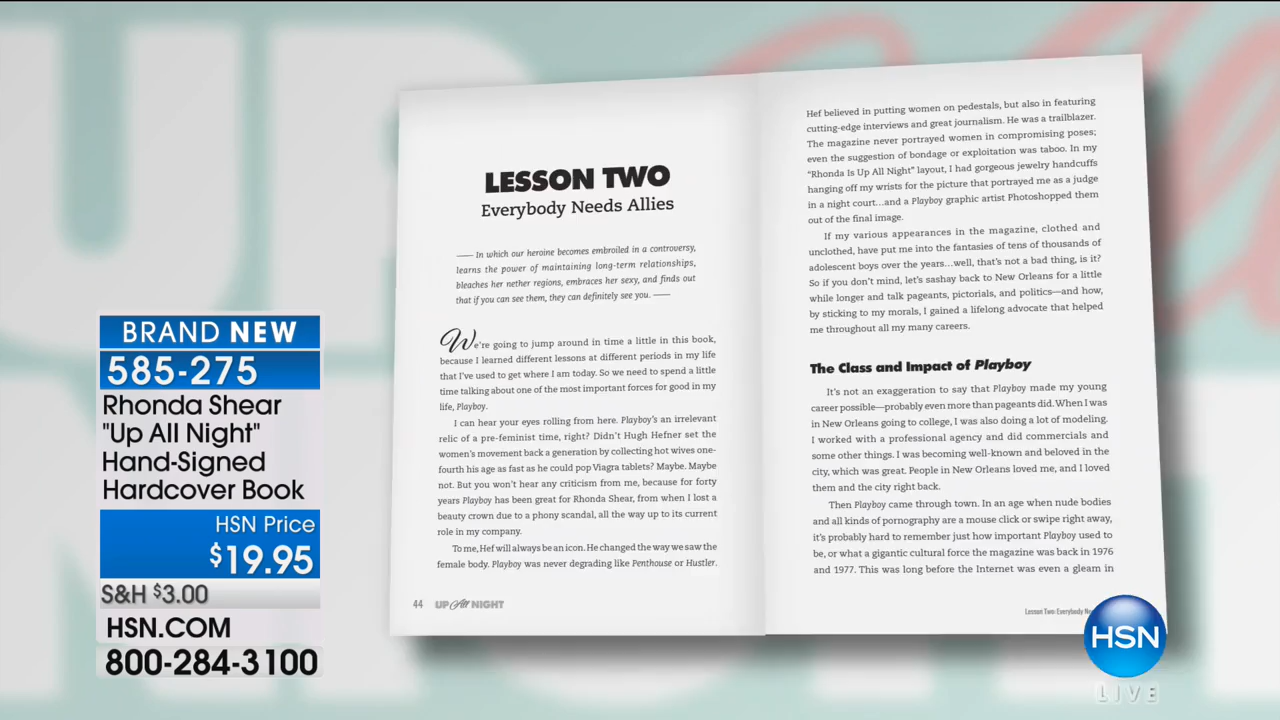 BRAND NEW
585-275
Rhonda Shear
"Up All Night"
Hand-Signed
Hardcover Book
HSN Price
$19.95
S&H $3.00
HSN.COM
800-284-3100
LESSON TWO
Everybody Needs Allies
—— In which our heroine becomes embroiled in a controversy,
learns the power of maintaining long-term relationships,
bleaches her nether regions, embraces her sexy, and finds out
that if you can see them, they can definitely see you. ——
We're going to jump around in time a little in this book,
because I learned different lessons at different periods in my life
that I've used to get where I am today. So we need to spend a little
time talking about one of the most important forces for good in my
life, Playboy.
I can hear your eyes rolling from here. Playboy's an irrelevant
relic of a pre-feminist time, right? Didn't Hugh Hefner set the
women's movement back a generation by collecting hot wives one-
fourth his age as fast as he could pop Viagra tablets? Maybe. Maybe
not. But you won't hear any criticism from me, because for forty
years Playboy has been great for Rhonda Shear, from when I lost a
beauty crown due to a phony scandal, all the way up to its current
role in my company.
To me, Hef will always be an icon. He changed the way we saw the
female body. Playboy was never degrading like Penthouse or Hustler.
44 UP All NIGHT
Hef believed in putting women on pedestals, but also in featuring
cutting-edge interviews and great journalism. He was a trailblazer.
The magazine never portrayed women in compromising poses;
even the suggestion of bondage or exploitation was taboo. In my
"Rhonda Is Up All Night" layout, I had gorgeous jewelry handcuffs
hanging off my wrists for the picture that portrayed me as a judge
in a night court…and a Playboy graphic artist Photoshopped them
out of the final image.
If my various appearances in the magazine, clothed and
unclothed, have put me into the fantasies of tens of thousands of
adolescent boys over the years…well, that's not a bad thing, is it?
So if you don't mind, let's sashay back to New Orleans for a little
while longer and talk pageants, pictorials, and politics—and how,
by sticking to my morals, I gained a lifelong advocate that helped
me throughout all my many careers.
The Class and Impact of Playboy
It's not an exaggeration to say that Playboy made my young
career possible—probably even more than pageants did. When I was
in New Orleans going to college, I was also doing a lot of modeling.
I worked with a professional agency and did commercials and
some other things. I was becoming well-known and beloved in the
city, which was great. People in New Orleans loved me, and I loved
them and the city right back.
Then Playboy came through town. In an age when nude bodies
and all kinds of pornography are a mouse click or swipe right away,
it's probably hard to remember just how important Playboy used to
be, or what a gigantic cultural force the magazine was back in 1976
and 1977. This was long before the Internet was even a gleam in
Lesson Two: Everybody
HSN
LIVE